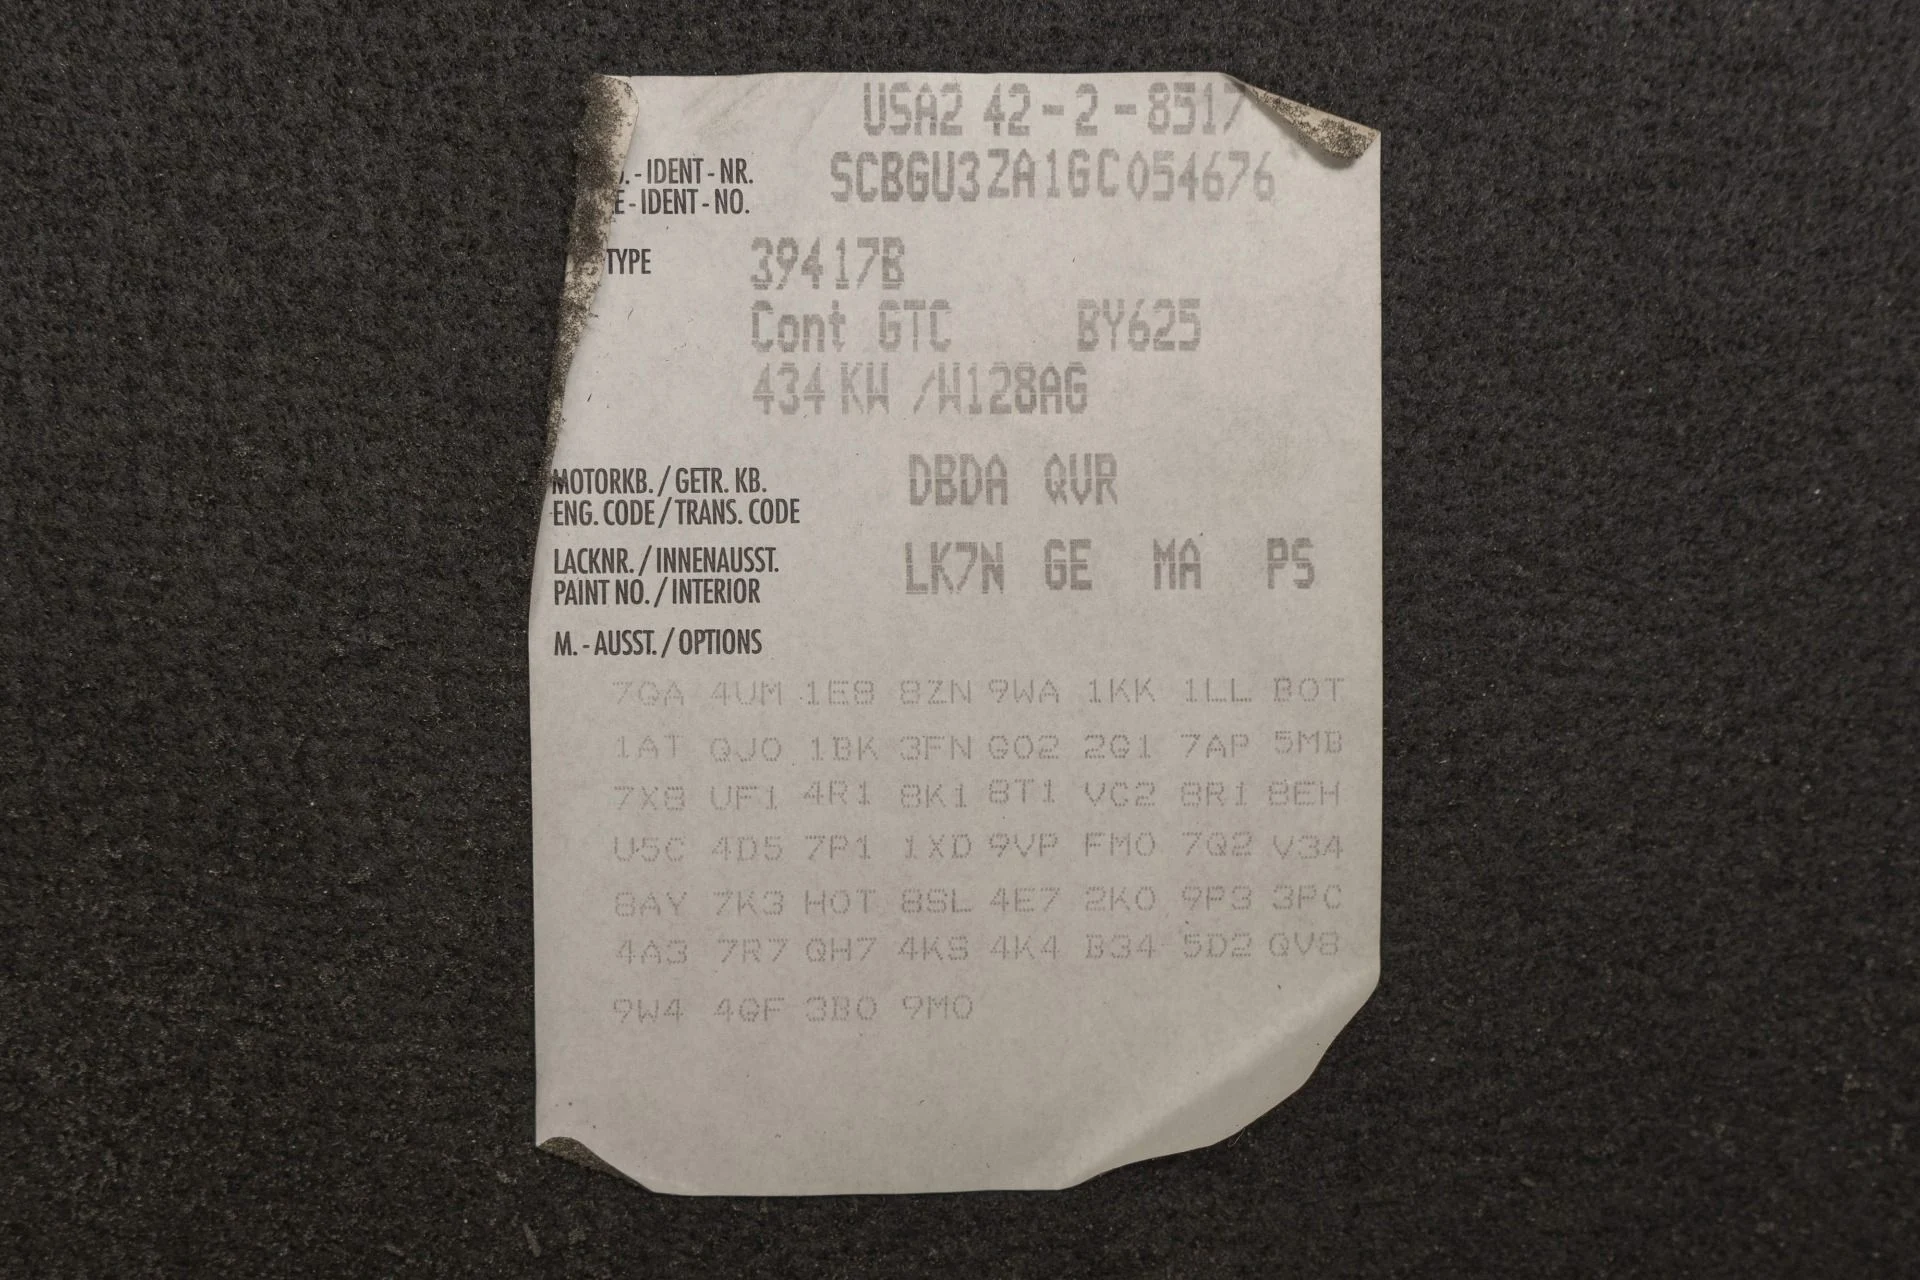 USA2 42-2-8517
.-IDENT-NR. SCBGU3ZA1GC054676
E-IDENT-NO.
TYPE 39417B
Cont GTC BY625
434 KW /W128AG
MOTORKB./GETR. KB. DBDA QVR
ENG. CODE/TRANS. CODE
LACKNR./INNENAUSST. LK7N GE MA PS
PAINT NO./INTERIOR
M.-AUSST./OPTIONS
7GA 4UM 1E8 8ZN 9WA 1KK 1LL B0T
1AT QJ0 1BK 3FN G02 2G1 7AP 5MB
7X8 UF1 4R1 8K1 8T1 VC2 8R1 8EH
U5C 4D5 7P1 1XD 9VP FM0 7Q2 V34
8AY 7K3 H0T 8SL 4E7 2K0 9P3 3PC
4A3 7R7 QH7 4KS 4K4 B34 5D2 QV8
9W4 4GF 3B0 9M0